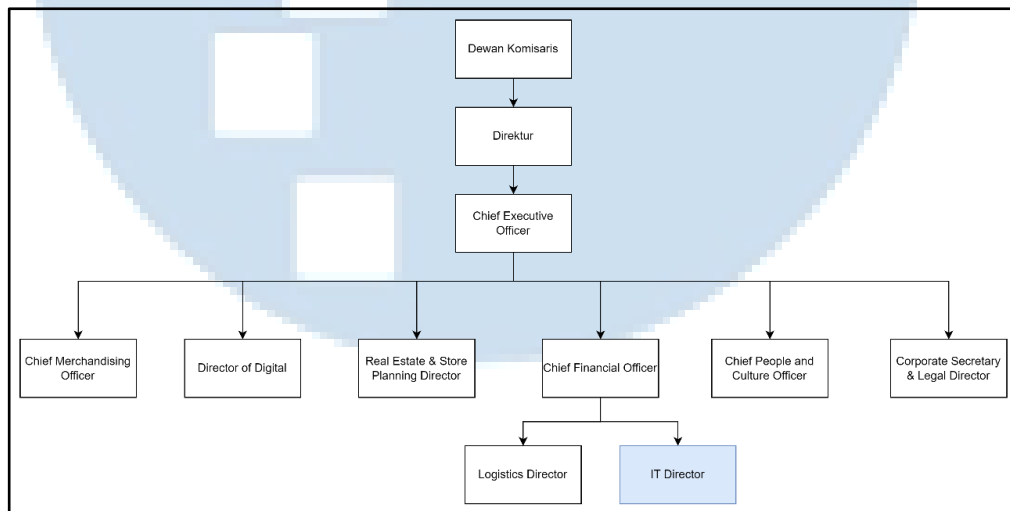 Dewan Komisaris
Direktur
Chief Executive
Officer
Chief Merchandising
Officer
Director of Digital
Real Estate & Store
Planning Director
Chief Financial Officer
Chief People and
Culture Officer
Corporate Secretary
& Legal Director
Logistics Director
IT Director